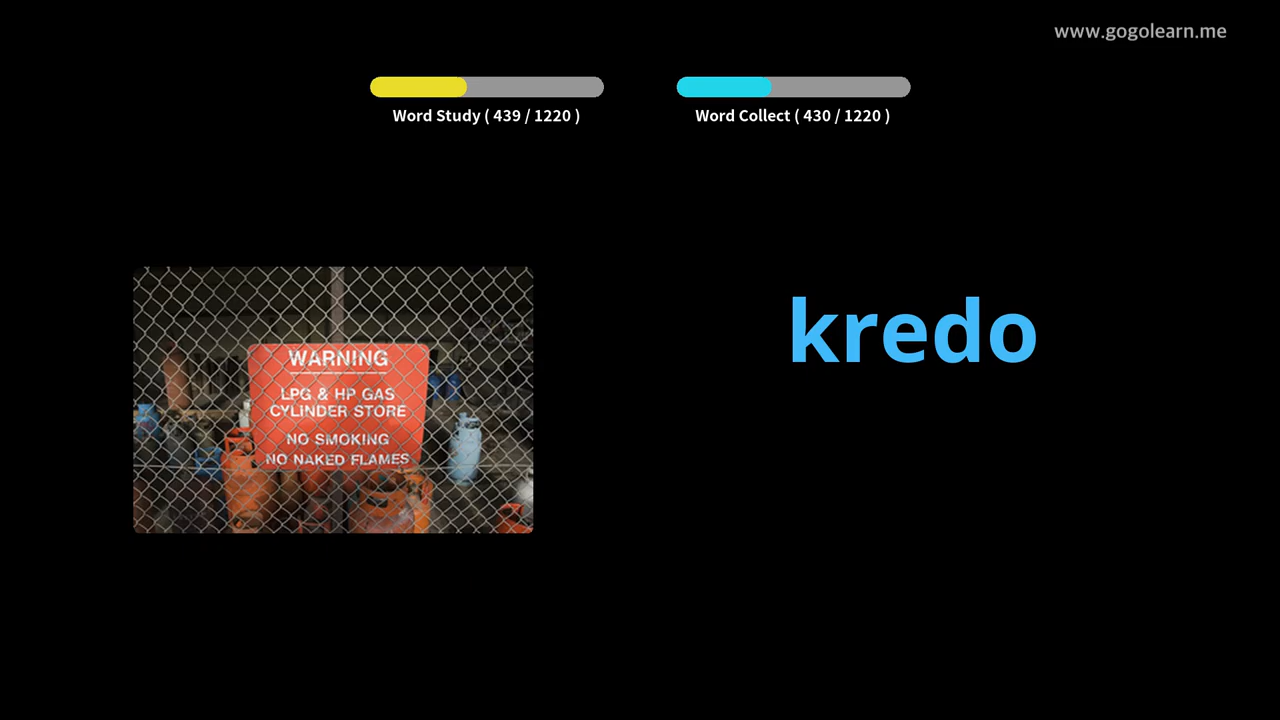 www.gogolearn.me
Word Study ( 439 / 1220 )
Word Collect ( 430 / 1220 )
WARNING
LPG & HP GAS
CYLINDER STORE
NO SMOKING
NO NAKED FLAMES
kredo